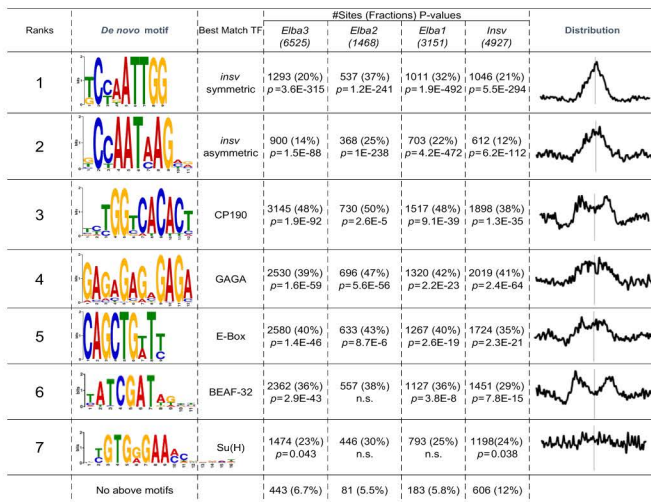 #Sites (Fractions) P-values
Ranks De novo motif Best Match TF Elba3 Elba2 Elba1 Insv Distribution
(6525) (1468) (3151) (4927)
1 insv 1293 (20%) 537 (37%) 1011 (32%) 1046 (21%)
symmetric p=3.6E-315 p=1.2E-241 p=1.9E-492 p=5.5E-294
2 insv 900 (14%) 368 (25%) 703 (22%) 612 (12%)
asymmetric p=1.5E-88 p=1E-238 p=4.2E-472 p=6.2E-112
3 CP190 3145 (48%) 730 (50%) 1517 (48%) 1898 (38%)
p=1.9E-92 p=2.6E-5 p=9.1E-39 p=1.3E-35
4 GAGA 2530 (39%) 696 (47%) 1320 (42%) 2019 (41%)
p=1.6E-59 p=5.6E-56 p=2.2E-23 p=2.4E-64
5 E-Box 2580 (40%) 633 (43%) 1267 (40%) 1724 (35%)
p=1.4E-46 p=8.7E-6 p=2.6E-19 p=2.3E-21
6 BEAF-32 2362 (36%) 557 (38%) 1127 (36%) 1451 (29%)
p=2.9E-43 n.s. p=3.8E-8 p=7.8E-15
7 Su(H) 1474 (23%) 446 (30%) 793 (25%) 1198(24%)
p=0.043 n.s. n.s. p=0.038
No above motifs 443 (6.7%) 81 (5.5%) 183 (5.8%) 606 (12%)